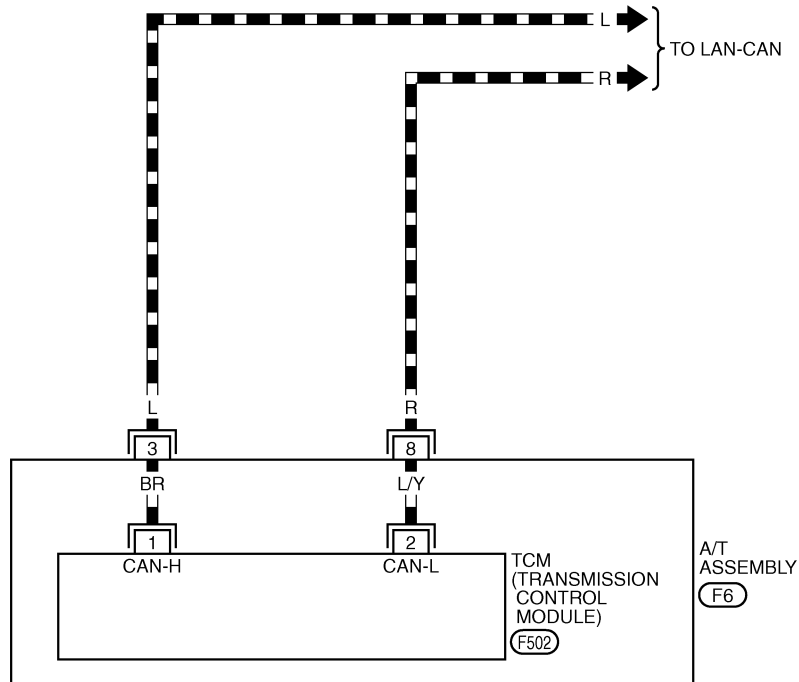 L
TO LAN-CAN
R
L
R
3
8
BR
L/Y
1
2
CAN-H
CAN-L
TCM
(TRANSMISSION
CONTROL
MODULE)
F502
A/T
ASSEMBLY
F6